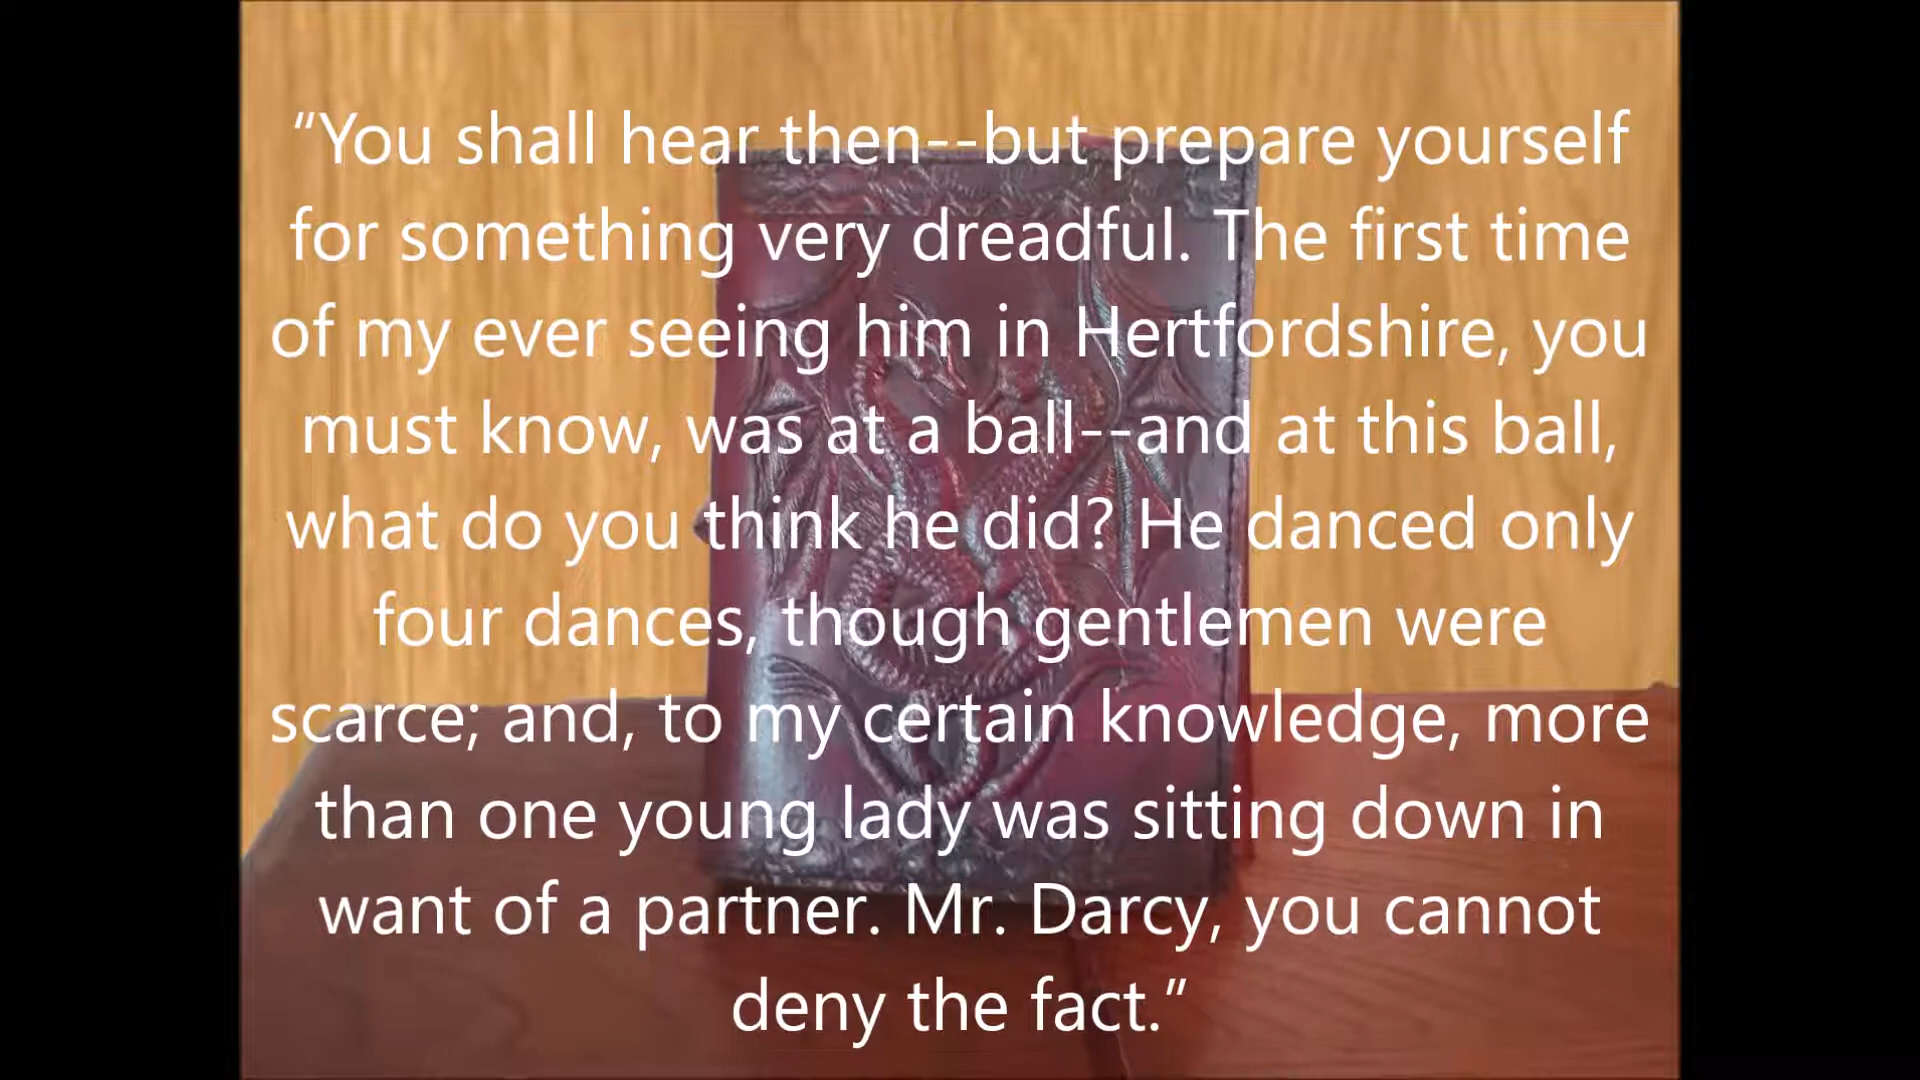 “You shall hear then--but prepare yourself
for something very dreadful. The first time
of my ever seeing him in Hertfordshire, you
must know, was at a ball--and at this ball,
what do you think he did? He danced only
four dances, though gentlemen were
scarce; and, to my certain knowledge, more
than one young lady was sitting down in
want of a partner. Mr. Darcy, you cannot
deny the fact.”